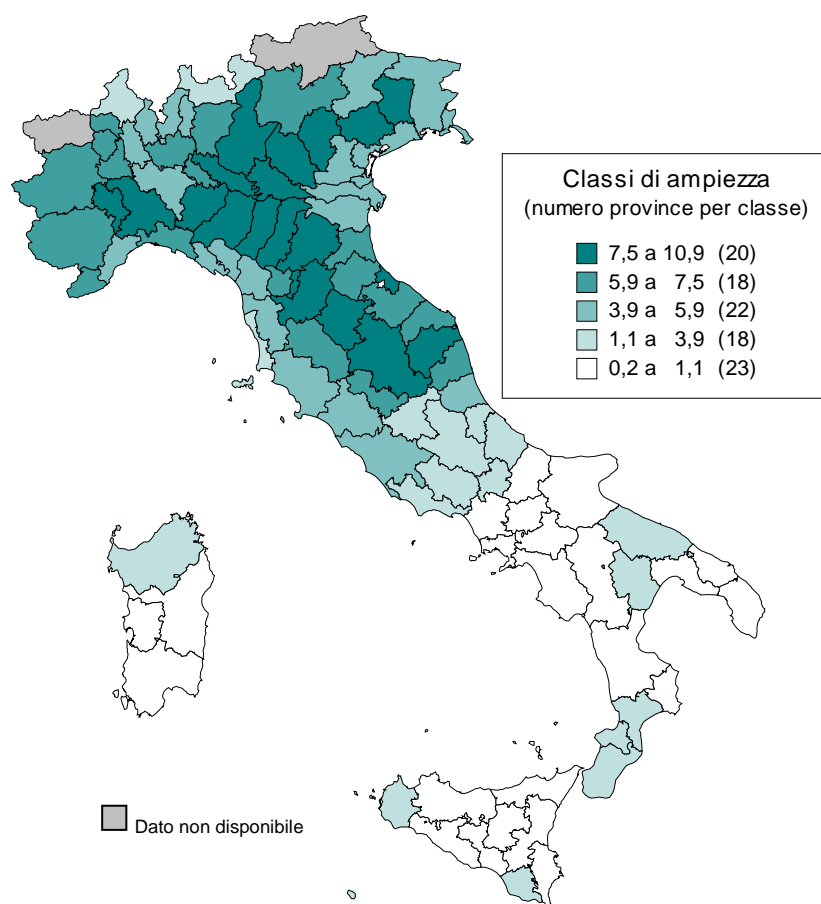 Classi di ampiezza
(numero province per classe)
7,5 a 10,9 (20)
5,9 a 7,5 (18)
3,9 a 5,9 (22)
1,1 a 3,9 (18)
0,2 a 1,1 (23)
Dato non disponibile